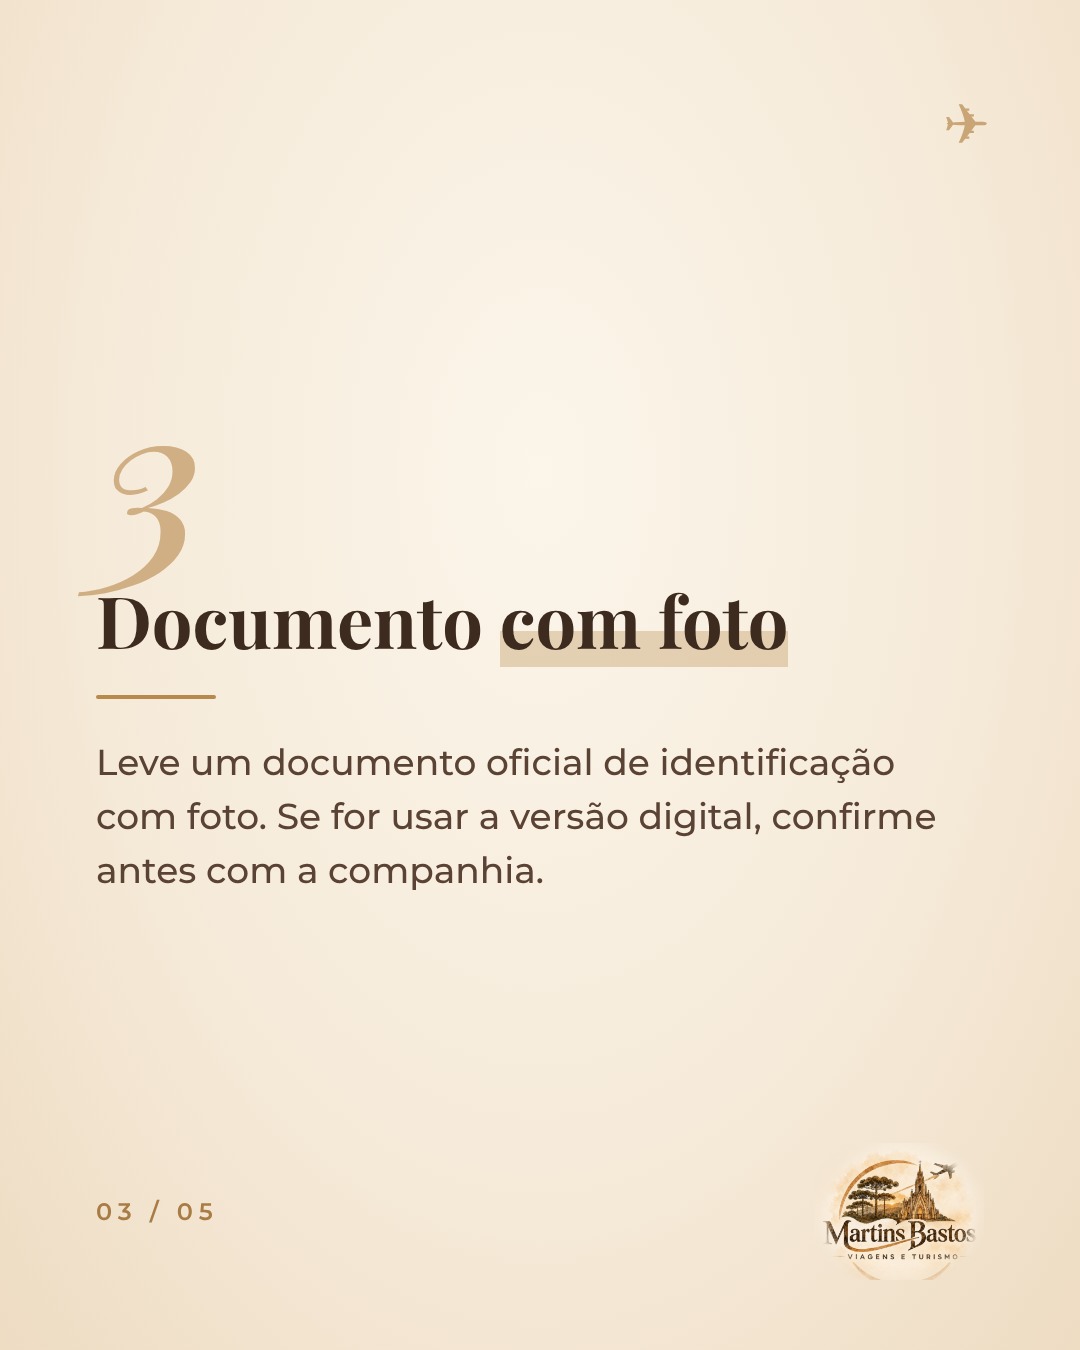 3
Documento com foto
Leve um documento oficial de identificação
com foto. Se for usar a versão digital, confirme
antes com a companhia.
03 / 05
Martins Bastos
VIAGENS E TURISMO